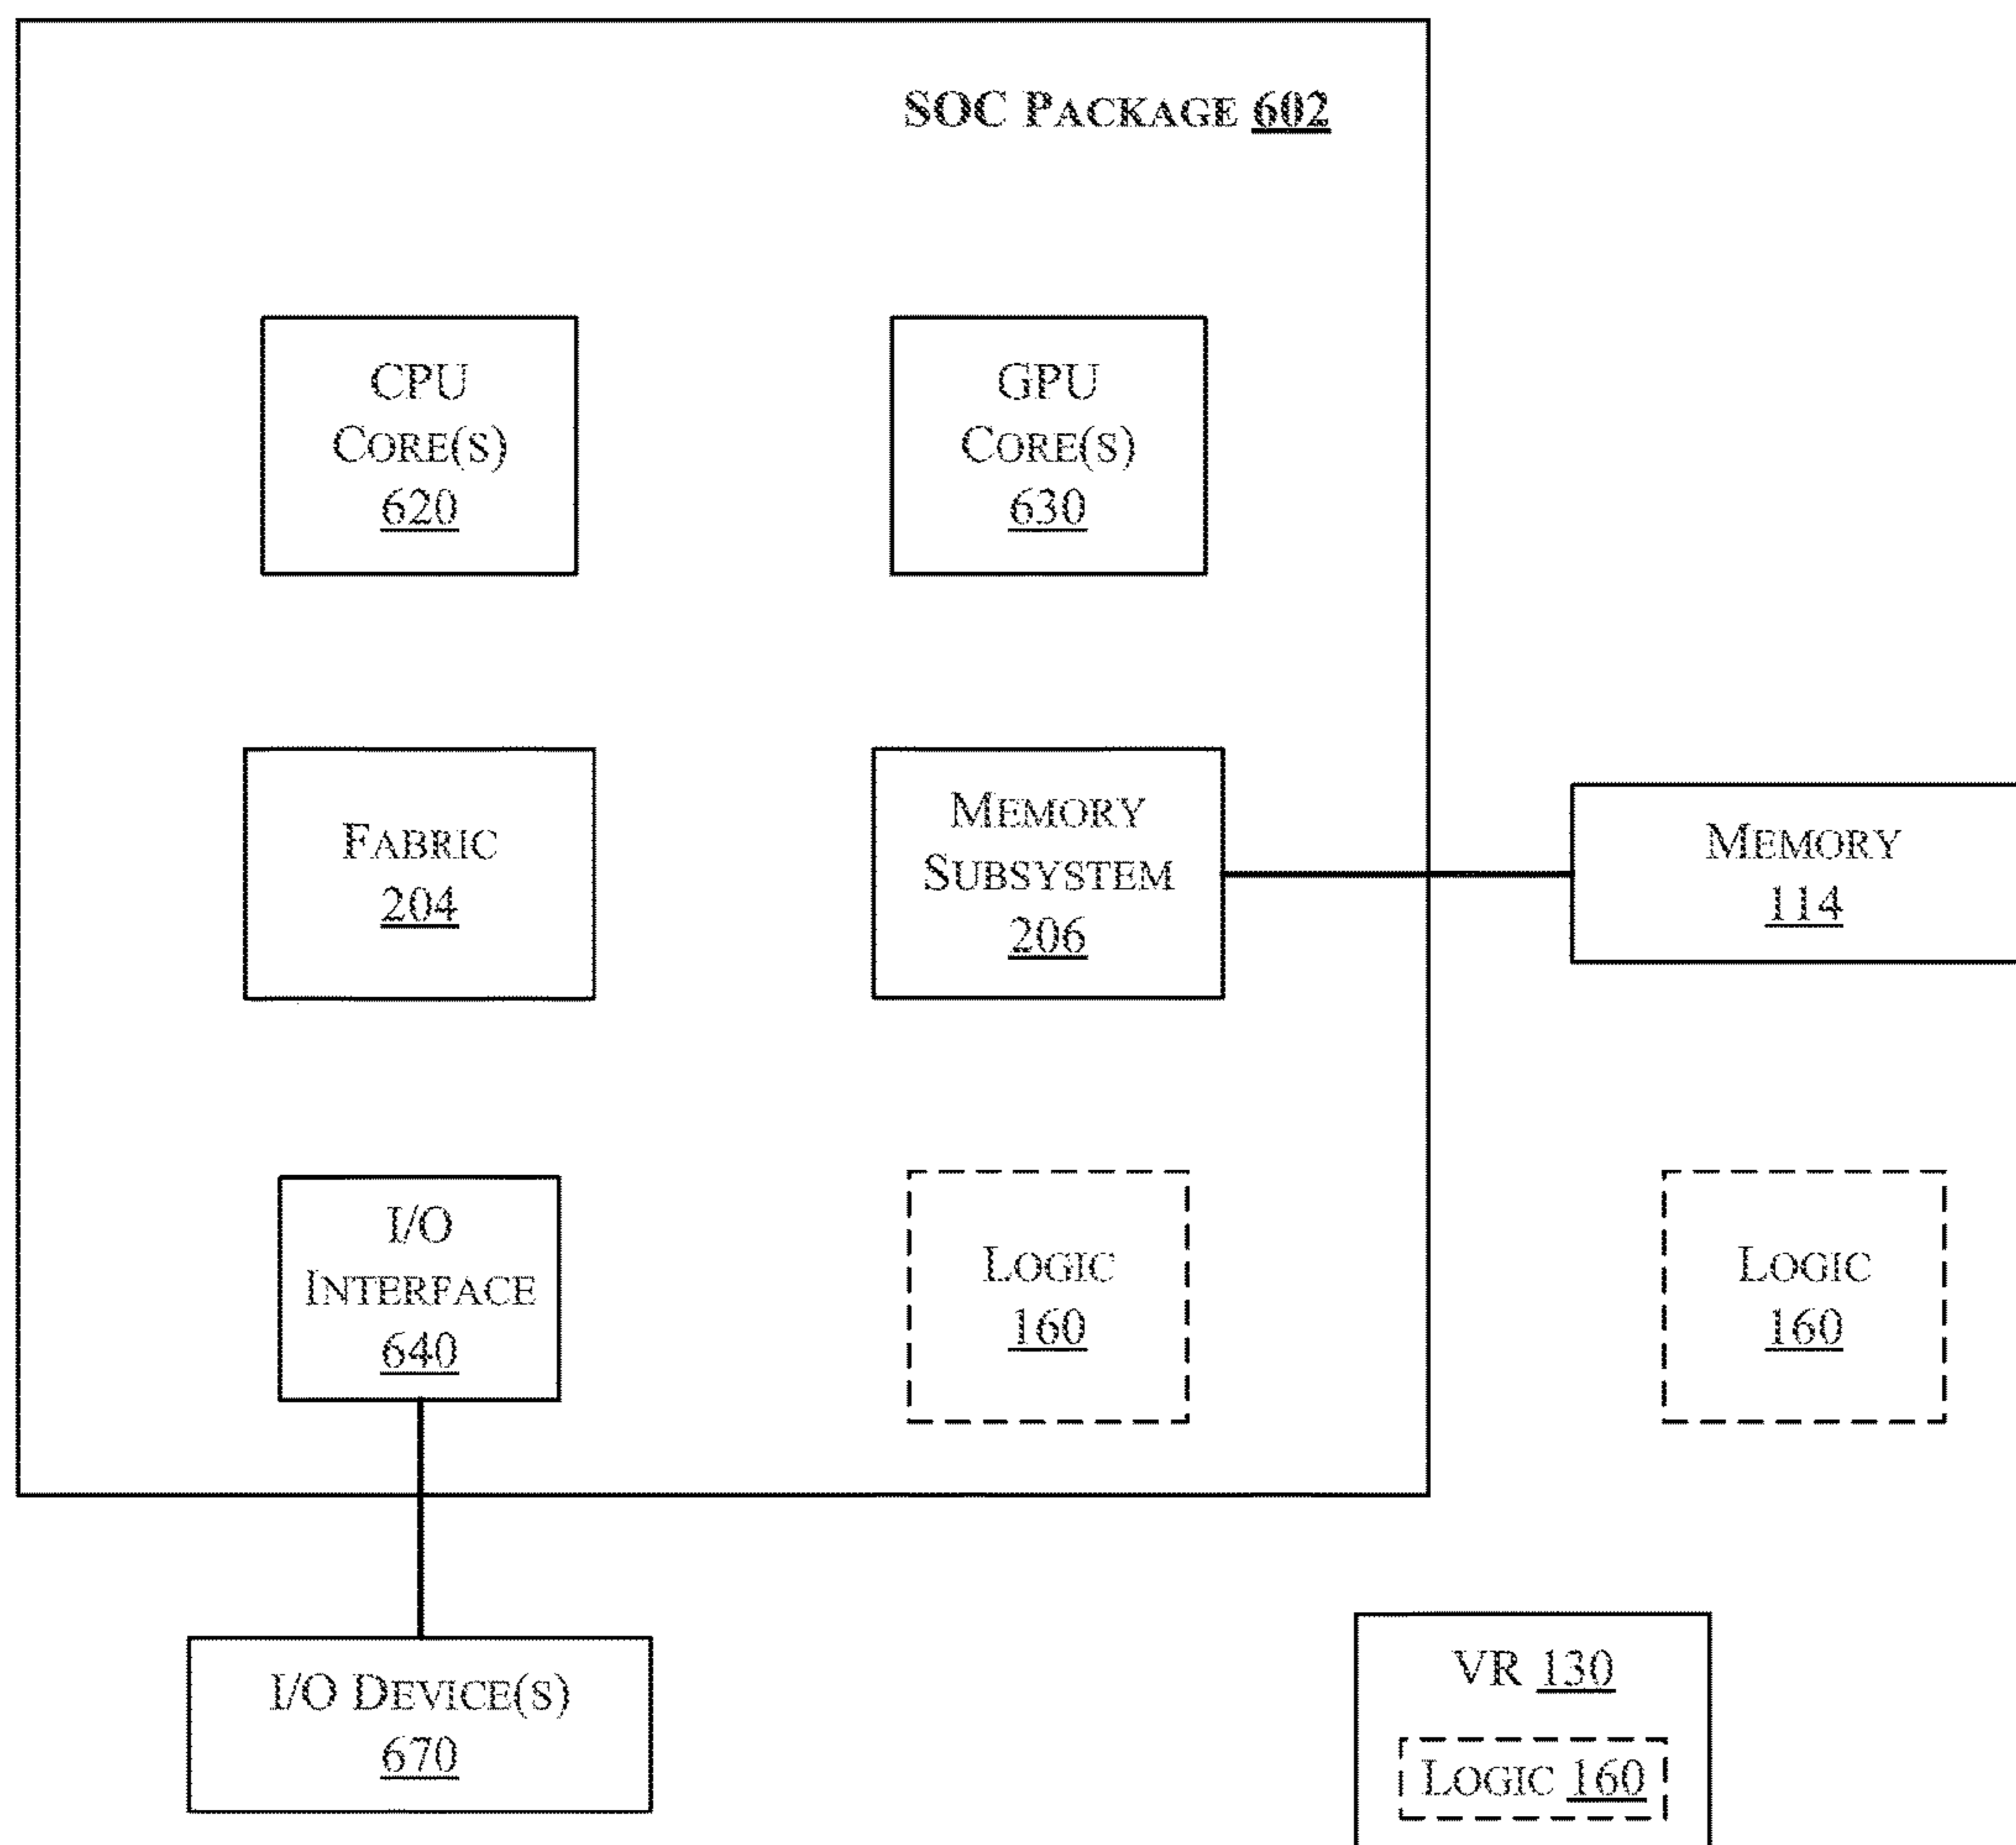 SOC PACKAGE 602
CPU
CORE(S)
620
GPU
CORE(S)
630
FABRIC
204
MEMORY
SUBSYSTEM
206
MEMORY
114
I/O
INTERFACE
640
LOGIC
160
LOGIC
160
I/O DEVICE(S)
670
VR 130
LOGIC 160